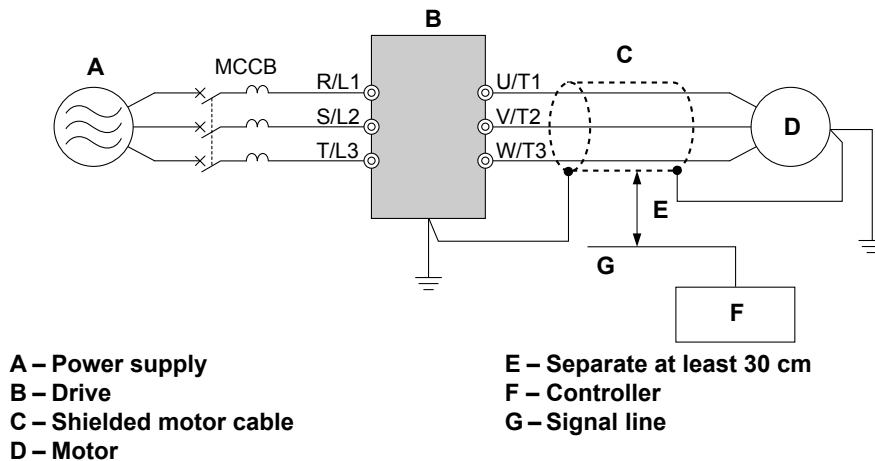 B
A
MCCB
C
R/L1
U/T1
S/L2
V/T2
D
T/L3
W/T3
E
G
F
A – Power supply
B – Drive
C – Shielded motor cable
D – Motor
E – Separate at least 30 cm
F – Controller
G – Signal line